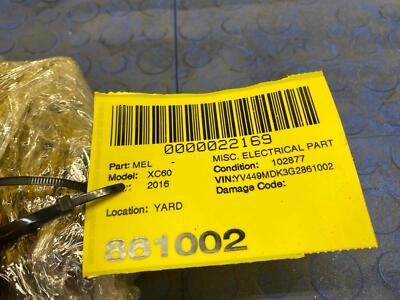 0000022169
Part: MEL -
MISC. ELECTRICAL PART
Model: XC60
Condition: 102877
2016
VIN:YV449MDK3G2861002
Damage Code:
Location: YARD
861002